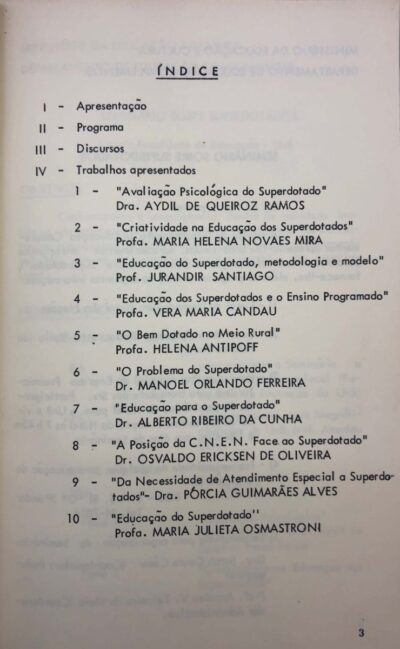 ÍNDICE
I - Apresentação
II - Programa
III - Discursos
IV - Trabalhos apresentados
1 - "Avaliação Psicológica do Superdotado"
Dra. AYDIL DE QUEIROZ RAMOS
2 - "Criatividade na Educação dos Superdotados"
Profa. MARIA HELENA NOVAES MIRA
3 - "Educação do Superdotado, metodologia e modelo"
Prof. JURANDIR SANTIAGO
4 - "Educação dos Superdotados e o Ensino Programado"
Profa. VERA MARIA CANDAU
5 - "O Bem Dotado no Meio Rural"
Profa. HELENA ANTIPOFF
6 - "O Problema do Superdotado"
Dr. MANOEL ORLANDO FERREIRA
7 - "Educação para o Superdotado"
Dr. ALBERTO RIBEIRO DA CUNHA
8 - "A Posição da C.N.E.N. Face ao Superdotado"
Dr. OSVALDO ERICKSEN DE OLIVEIRA
9 - "Da Necessidade de Atendimento Especial a Superdo-
tados"- Dra. PÓRCIA GUIMARÃES ALVES
10 - "Educação do Superdotado"
Profa. MARIA JULIETA OSMASTRONI
3